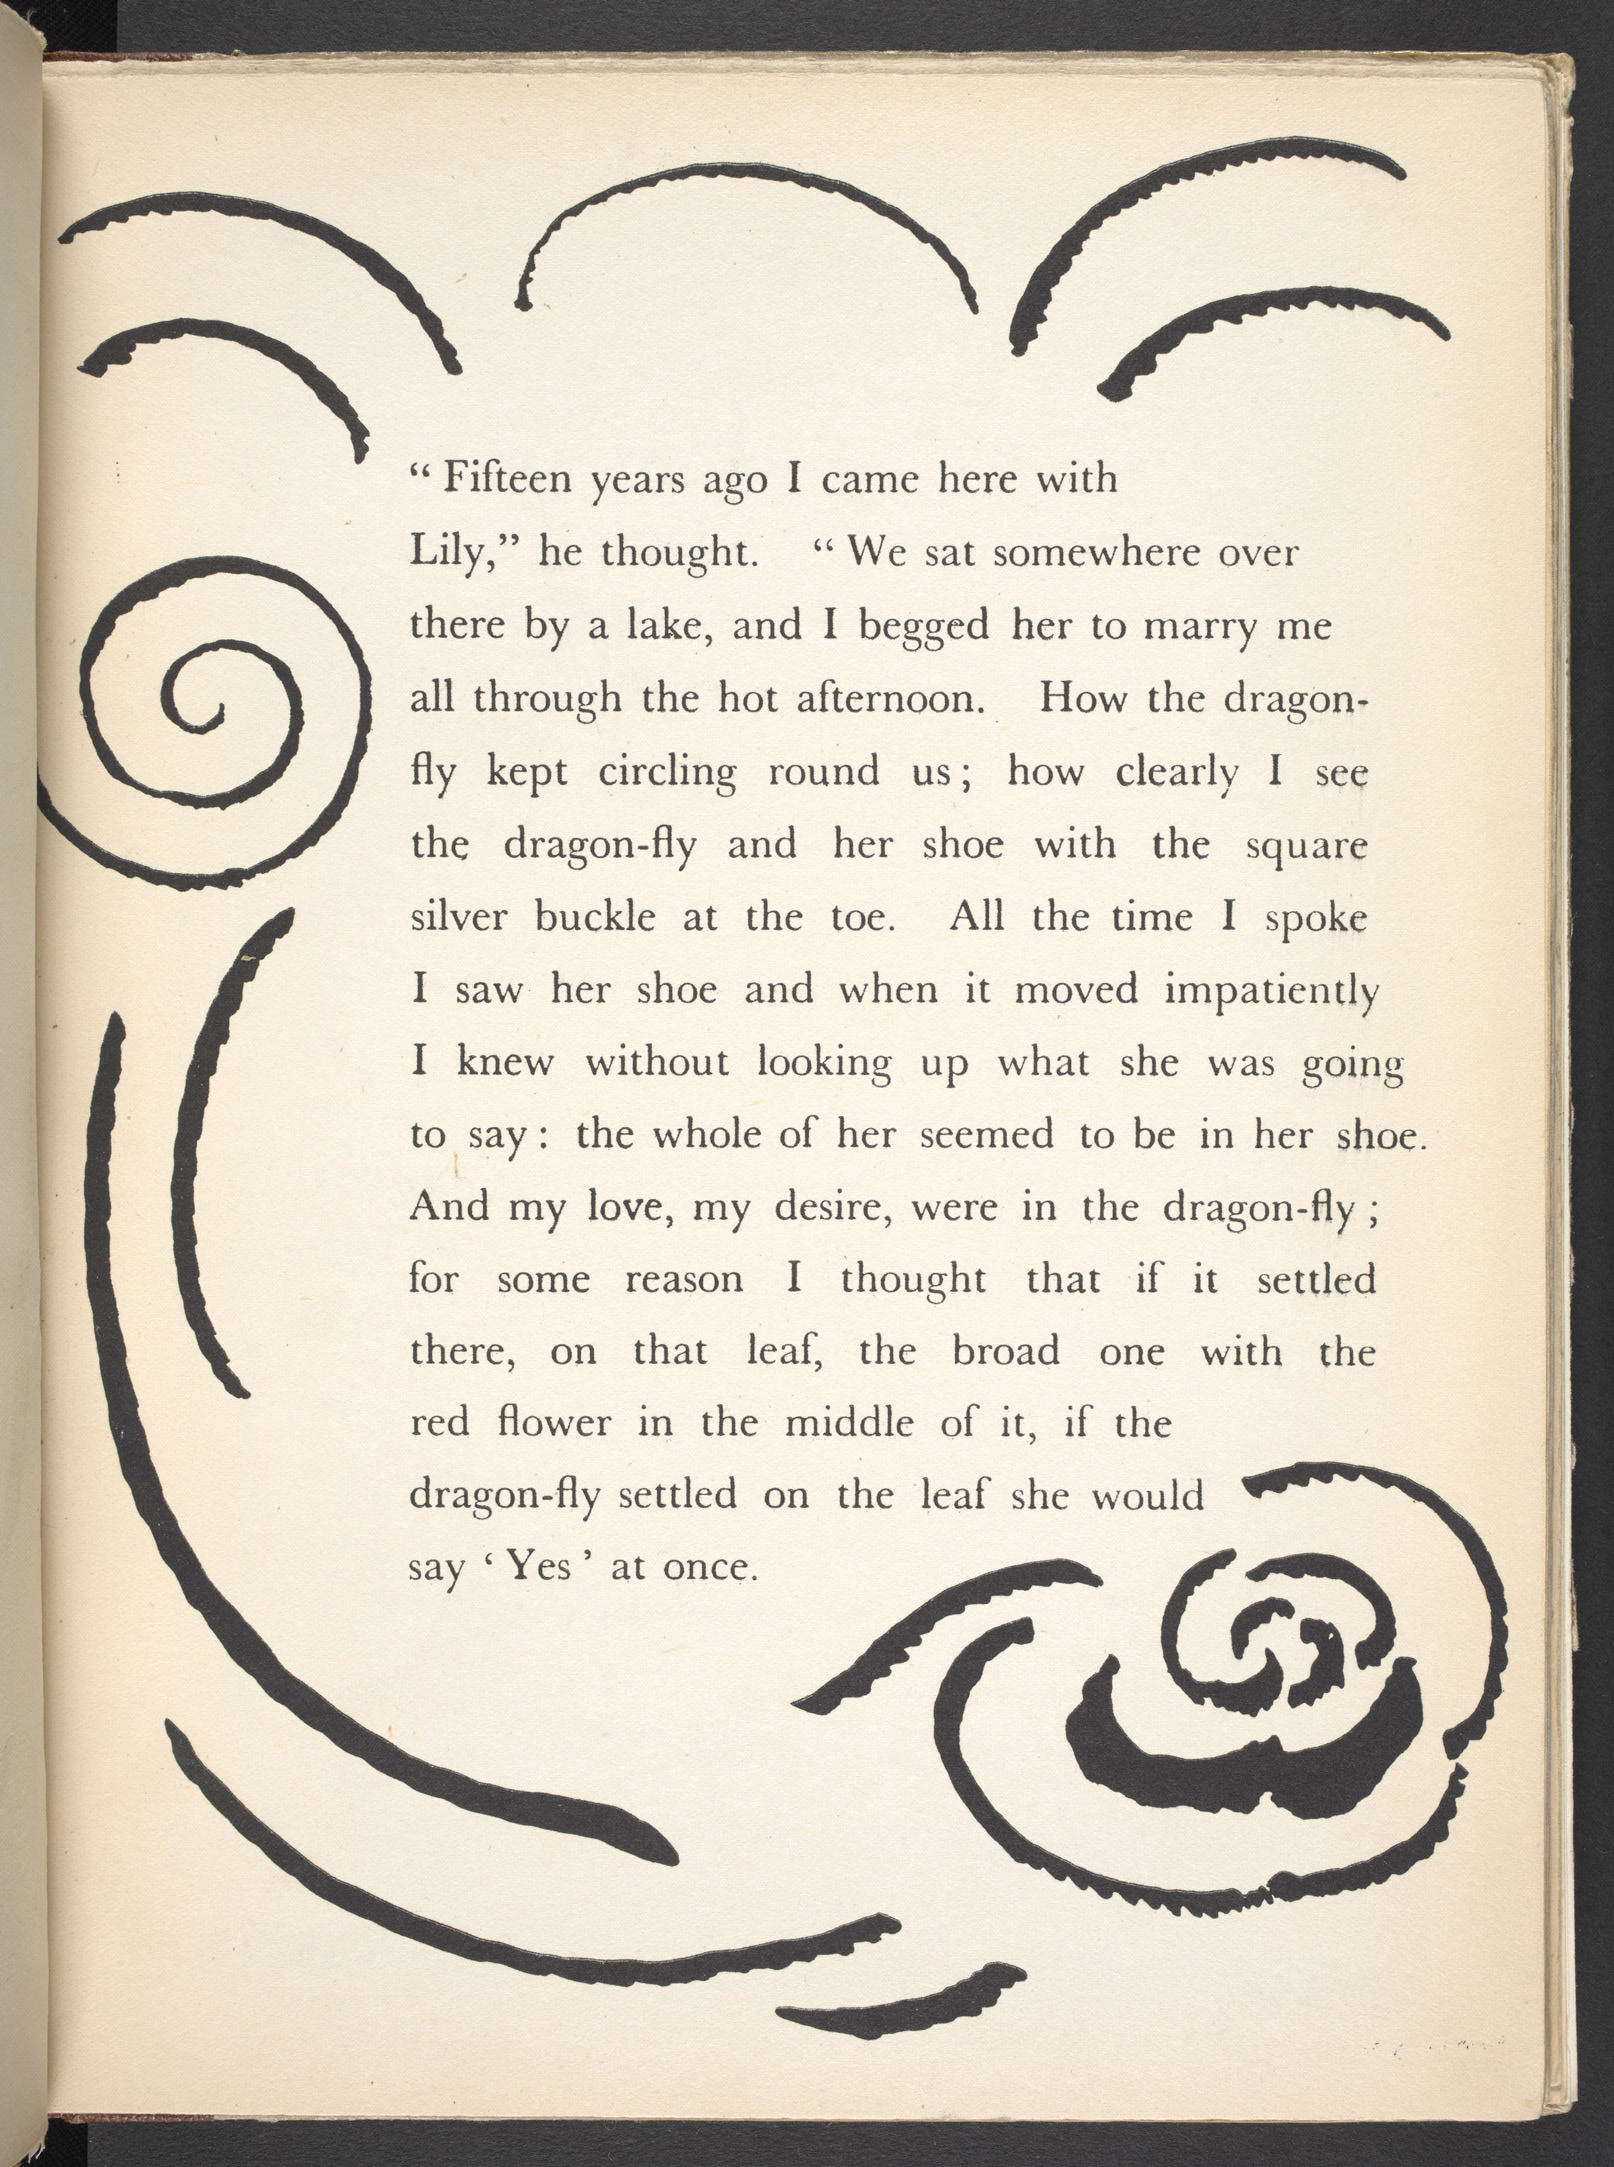 “ Fifteen years ago I came here with
Lily,” he thought. “ We sat somewhere over
there by a lake, and I begged her to marry me
all through the hot afternoon. How the dragon-
fly kept circling round us ; how clearly I see
the dragon-fly and her shoe with the square
silver buckle at the toe. All the time I spoke
I saw her shoe and when it moved impatiently
I knew without looking up what she was going
to say : the whole of her seemed to be in her shoe.
And my love, my desire, were in the dragon-fly ;
for some reason I thought that if it settled
there, on that leaf, the broad one with the
red flower in the middle of it, if the
dragon-fly settled on the leaf she would
say ‘ Yes ’ at once.